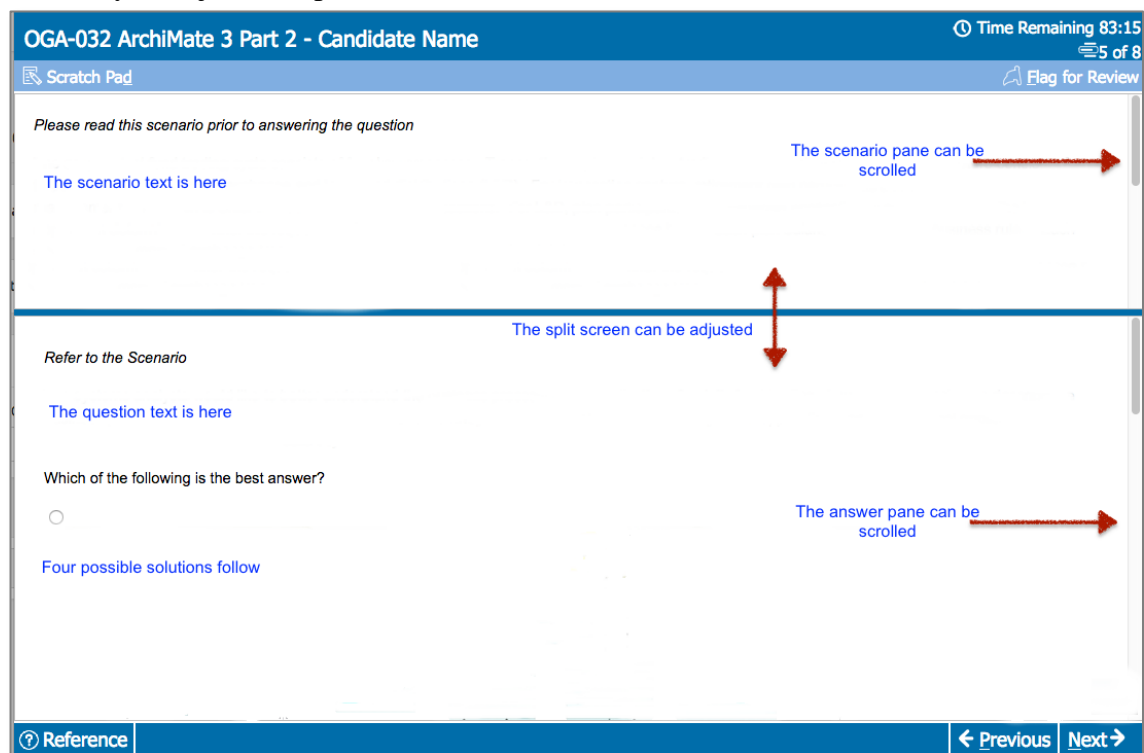 OGA-032 ArchiMate 3 Part 2 - Candidate Name
Time Remaining 83:15
5 of 8
Scratch Pad
Flag for Review
Please read this scenario prior to answering the question
The scenario pane can be
scrolled
The scenario text is here
The split screen can be adjusted
Refer to the Scenario
The question text is here
Which of the following is the best answer?
The answer pane can be
scrolled
Four possible solutions follow
Reference
Previous
Next